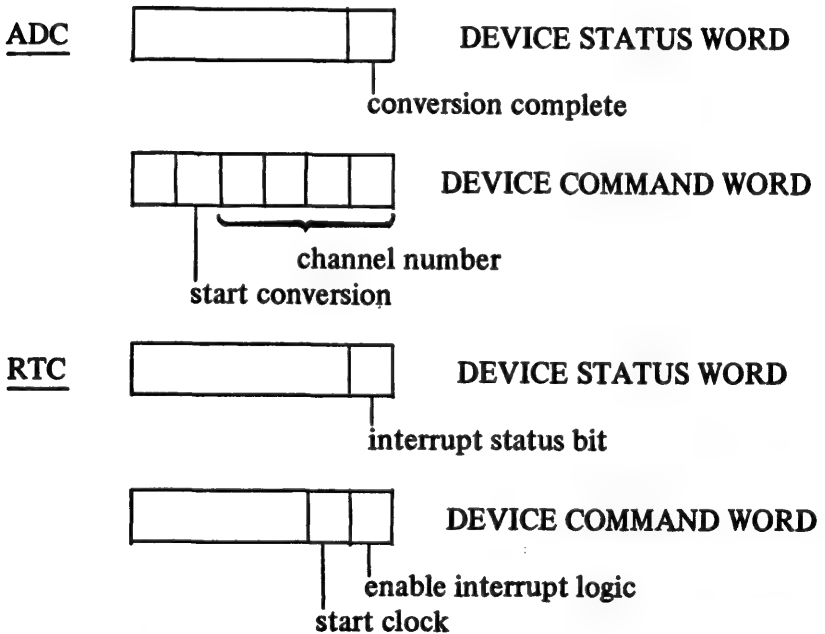 ADC DEVICE STATUS WORD
conversion complete
DEVICE COMMAND WORD
channel number
start conversion
RTC DEVICE STATUS WORD
interrupt status bit
DEVICE COMMAND WORD
enable interrupt logic
start clock